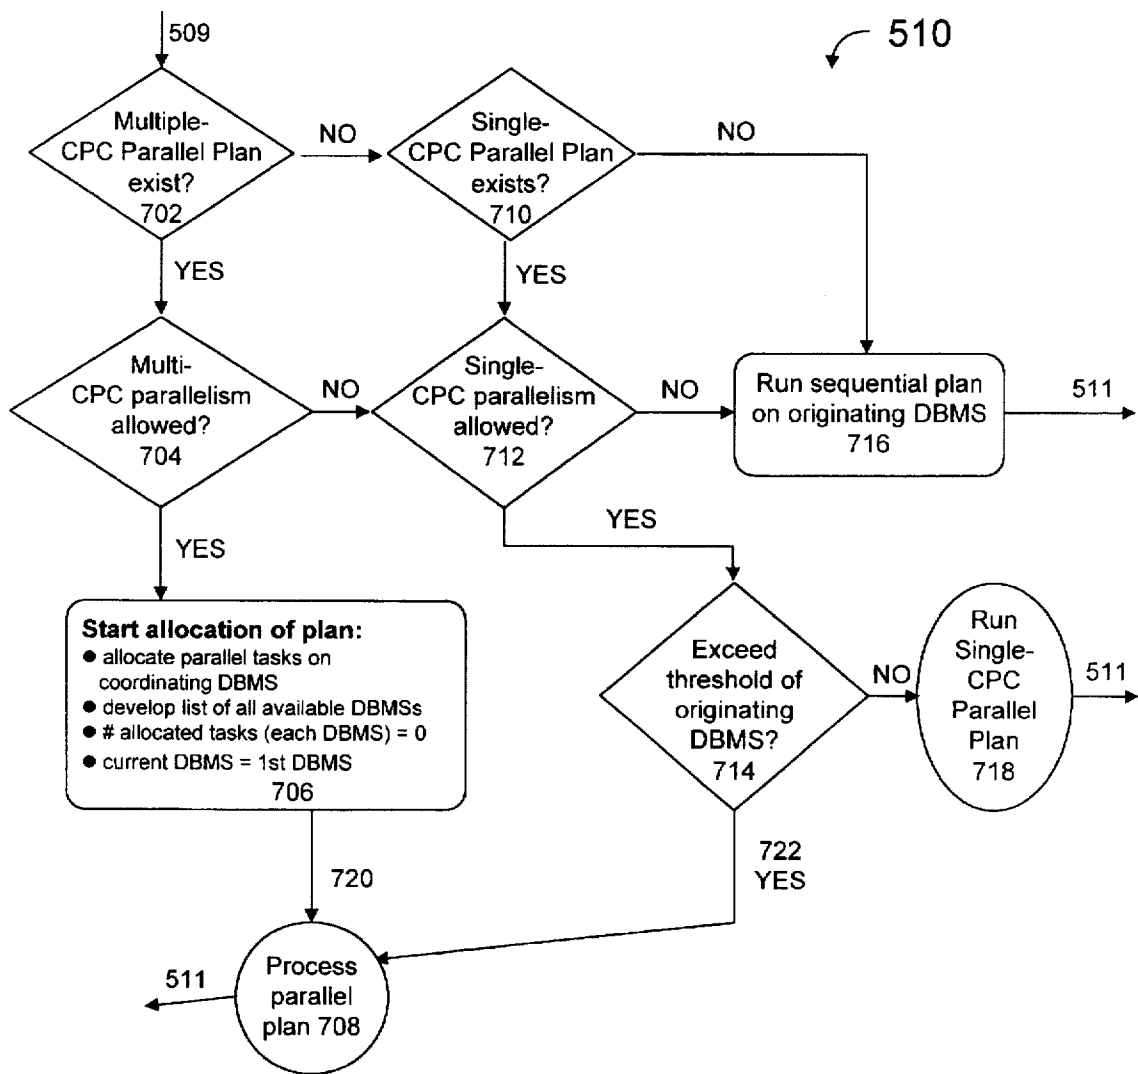 509
510
Multiple-
CPC Parallel Plan
exist?
702
NO
Single-
CPC Parallel Plan
exists?
710
NO
YES
YES
Multi-
CPC parallelism
allowed?
704
NO
Single-
CPC parallelism
allowed?
712
NO
Run sequential plan
on originating DBMS
716
511
YES
YES
Start allocation of plan:
● allocate parallel tasks on
coordinating DBMS
● develop list of all available DBMSs
● # allocated tasks (each DBMS) = 0
● current DBMS = 1st DBMS
706
Exceed
threshold of
originating
DBMS?
714
NO
Run
Single-
CPC
Parallel
Plan
718
511
720
722
YES
Process
parallel
plan 708
511